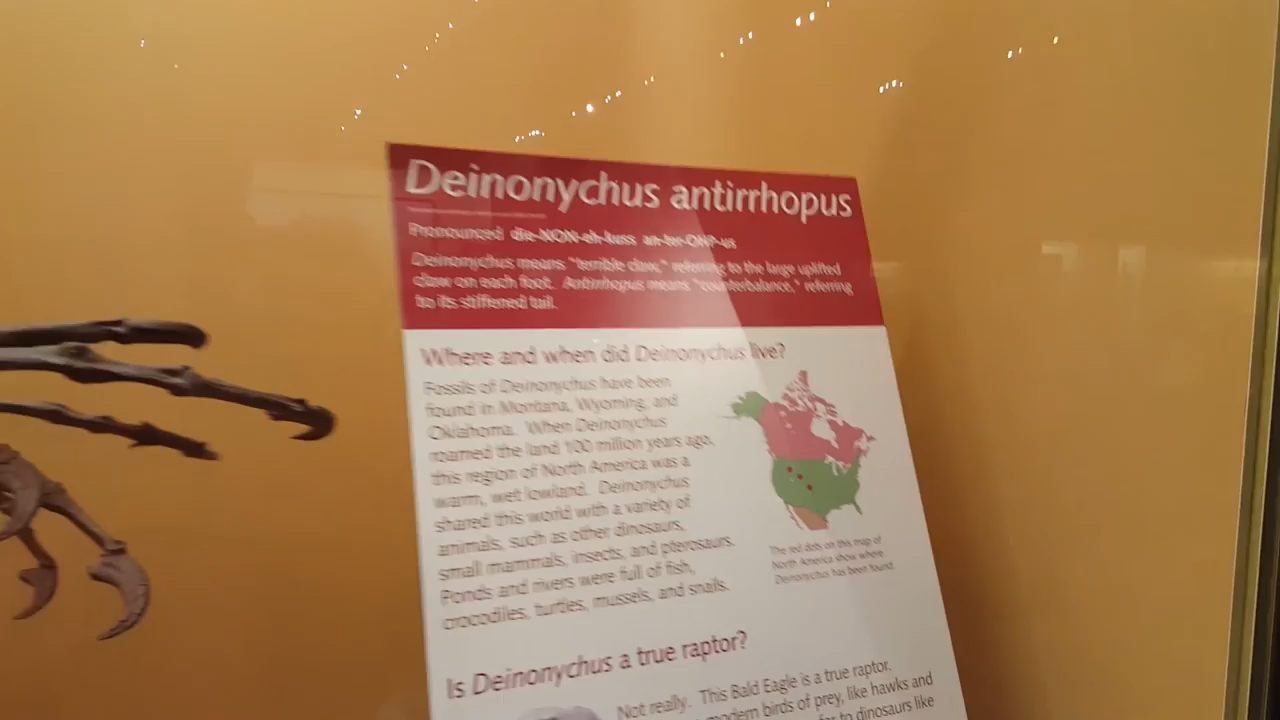 Deinonychus antirrhopus
Pronounced die-NON-eh-kuss an-ter-OHP-us
Deinonychus means "terrible claw," referring to the large uplifted
claw on each foot. Antirrhopus means "counterbalance," referring
to its stiffened tail.
Where and when did Deinonychus live?
Fossils of Deinonychus have been
found in Montana, Wyoming, and
Oklahoma. When Deinonychus
roamed the land 100 million years ago,
this region of North America was a
warm, wet lowland. Deinonychus
shared this world with a variety of
animals, such as other dinosaurs,
small mammals, insects, and pterosaurs.
Ponds and rivers were full of fish,
crocodiles, turtles, mussels, and snails.
The red dots on this map of
North America show where
Deinonychus has been found.
Is Deinonychus a true raptor?
Not really. This Bald Eagle is a true raptor,
modern birds of prey, like hawks and
to dinosaurs like